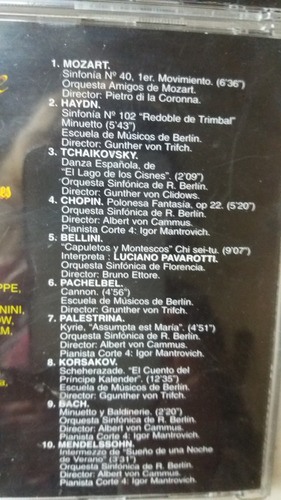 1. MOZART.
Sinfonía Nº 40, 1er. Movimiento. (6'36")
Orquesta Amigos de Mozart.
Director: Pietro di la Coronna.
2. HAYDN.
Sinfonía Nº 102 "Redoble de Trimbal"
Minuetto (5'43")
Escuela de Músicos de Berlín.
Director: Gunther von Trifch.
3. TCHAIKOVSKY.
Danza Española, de
"El Lago de los Cisnes". (2'09")
Orquesta Sinfónica de R. Berlín.
Director: Gunther von Clidows.
4. CHOPIN. Polonesa Fantasía, op 22. (5'20")
Orquesta Sinfónica de R. Berlín.
Director: Albert von Cammus.
Pianista Corte 4: Igor Mantrovich.
5. BELLINI.
"Capuletos y Montescos" Chi sei-tu. (9'07")
Interpreta : LUCIANO PAVAROTTI.
Orquesta Sinfónica de Florencia.
Director: Bruno Ettore.
6. PACHELBEL.
Cannon. (4'56")
Escuela de Músicos de Berlín.
Director: Grunther von Trifch.
7. PALESTRINA.
Kyrie, "Assumpta est María". (4'51")
Orquesta Sinfónica de R. Berlín.
Director: Albert von Cammus.
Pianista Corte 4: Igor Mantrovich.
8. KORSAKOV.
Scheherazade. "El Cuento del
Príncipe Kalender". (12'35")
Escuela de Músicos de Berlín.
Director: Ggunther von Trifch.
9. BACH.
Minuetto y Baldinerie. (2'20")
Orquesta Sinfónica de R. Berlín.
Director: Albert von Cammus.
Pianista Corte 4: Igor Mantrovich.
10. MENDELSSOHN.
Intermezzo de "Sueño de una Noche
de Verano" (3'31")
Orquesta Sinfónica de R. Berlín.
Director: Albert von Cammus.
PPE,
NINI,
OW.
AM.